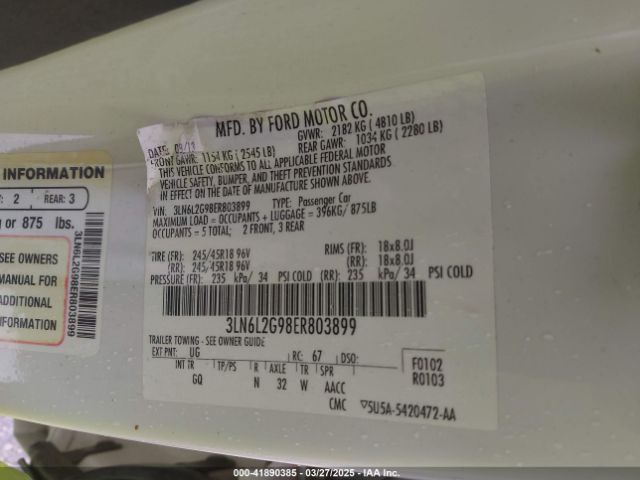 MFD. BY FORD MOTOR CO.
DATE: 09/13 GVWR: 2182 KG ( 4810 LB)
FRONT GAWR: 1154 KG ( 2545 LB) REAR GAWR: 1034 KG ( 2280 LB)
THIS VEHICLE CONFORMS TO ALL APPLICABLE FEDERAL MOTOR
VEHICLE SAFETY, BUMPER, AND THEFT PREVENTION STANDARDS
IN EFFECT ON THE DATE OF MANUFACTURE SHOWN ABOVE.
VIN: 3LN6L2G98ER803899 TYPE: Passenger Car
MAXIMUM LOAD = OCCUPANTS + LUGGAGE = 396KG/ 875LB
OCCUPANTS = 5 TOTAL; 2 FRONT, 3 REAR
TIRE (FR): 245/45R18 96V RIMS (FR): 18x8.0J
(RR): 245/45R18 96V (RR): 18x8.0J
PRESSURE (FR): 235 kPa/ 34 PSI COLD (RR): 235 kPa/ 34 PSI COLD
3LN6L2G98ER803899
TRAILER TOWING - SEE OWNER GUIDE
EXT PNT: UG RC: 67 DSO: F0102
INT TR TP/PS R AXLE TR SPR R0103
GQ N 32 W AACC
CMC ▽5U5A-5420472-AA
INFORMATION
2 REAR: 3
or 875 lbs.
SEE OWNERS
MANUAL FOR
ADDITIONAL
INFORMATION
3LN6L2G98ER803899
000-41890385 - 03/27/2025 - IAA Inc.